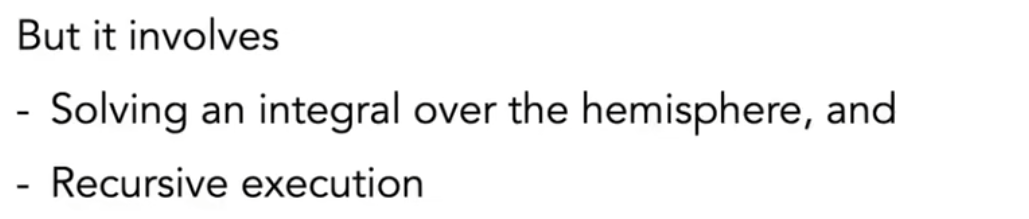 But it involves
- Solving an integral over the hemisphere, and
- Recursive execution